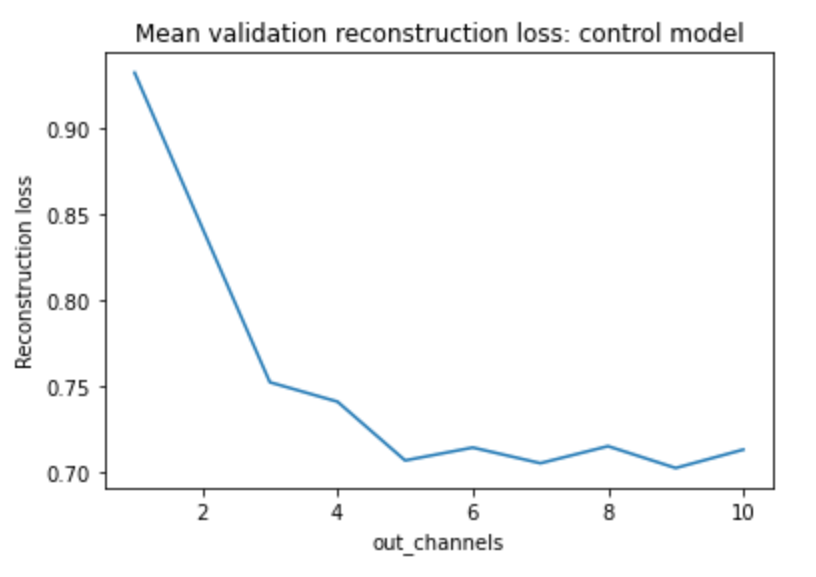 Mean validation reconstruction loss: control model
0.90
0.85
0.80
0.75
0.70
Reconstruction loss
2 4 6 8 10
out_channels